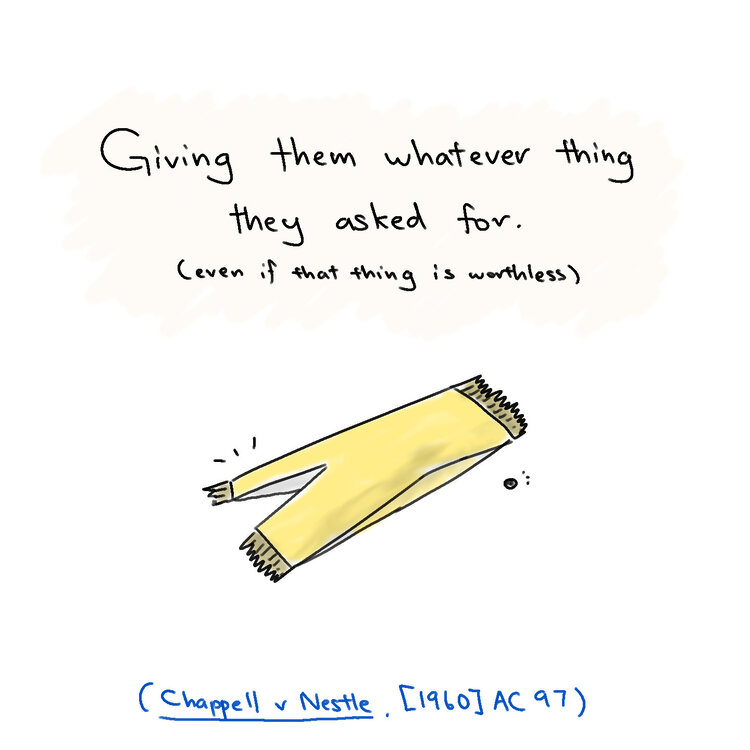 Giving them whatever thing
they asked for.
(even if that thing is worthless)
(Chappell v Nestle, [1960] AC 97)